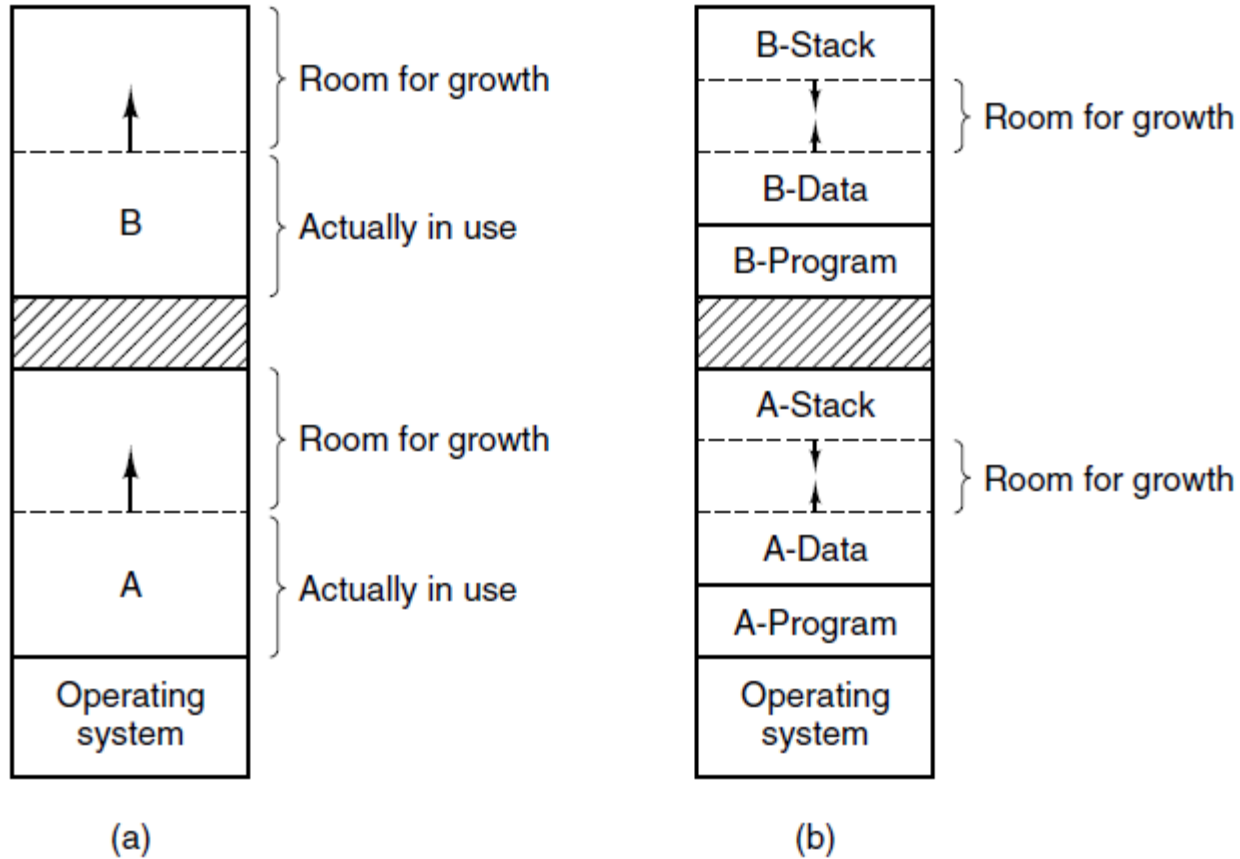 Room for growth
B
Actually in use
Room for growth
A
Actually in use
Operating
system
(a)
B-Stack
Room for growth
B-Data
B-Program
A-Stack
Room for growth
A-Data
A-Program
Operating
system
(b)